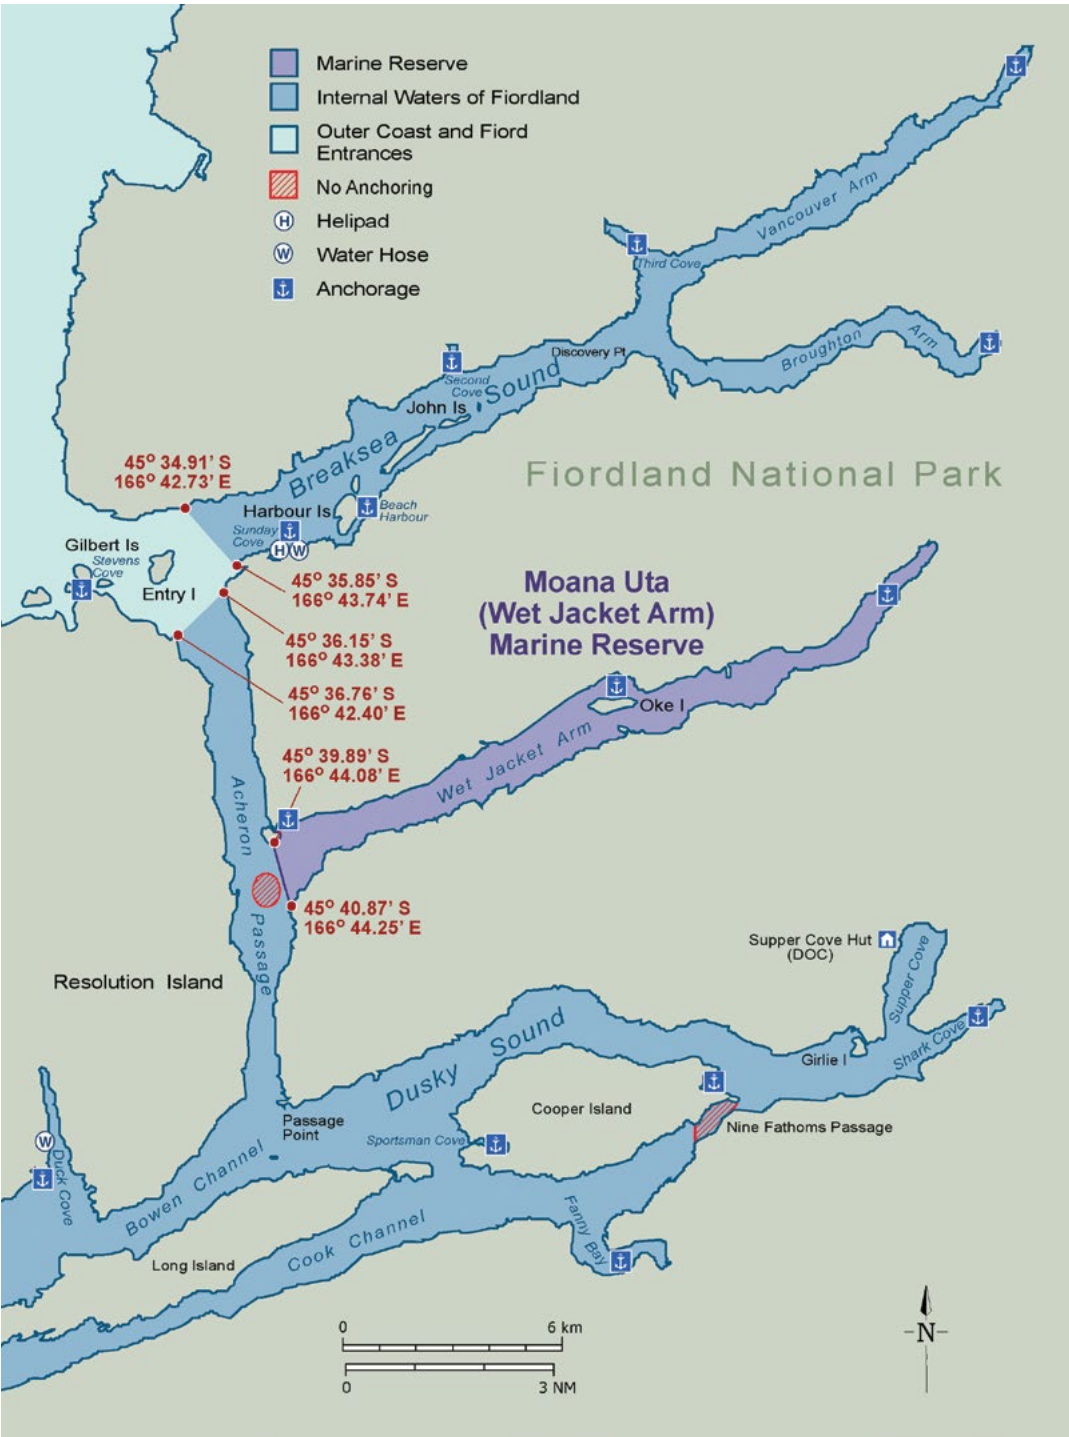 Marine Reserve
Internal Waters of Fiordland
Outer Coast and Fiord
Entrances
No Anchoring
H
Helipad
W
Water Hose
Anchorage
Vancouver Arm
Third Cove
Broughton Arm
Discovery Pt
Second
Cove
John Is
Breaksea Sound
45° 34.91' S
166° 42.73' E
Fiordland National Park
Harbour Is
Beach
Harbour
Sunday
Cove
H W
Gilbert Is
Stevens
Cove
Entry I
45° 35.85' S
166° 43.74' E
Moana Uta
(Wet Jacket Arm)
Marine Reserve
45° 36.15' S
166° 43.38' E
45° 36.76' S
166° 42.40' E
Oke I
Wet Jacket Arm
45° 39.89' S
166° 44.08' E
Acheron Passage
45° 40.87' S
166° 44.25' E
Resolution Island
Supper Cove Hut
(DOC)
Supper Cove
Shark Cove
Girlie I
Dusky Sound
Cooper Island
Nine Fathoms Passage
Passage
Point
Sportsman Cove
W
Duck Cove
Bowen Channel
Fanny Bay
Cook Channel
Long Island
0 6 km
0 3 NM
N